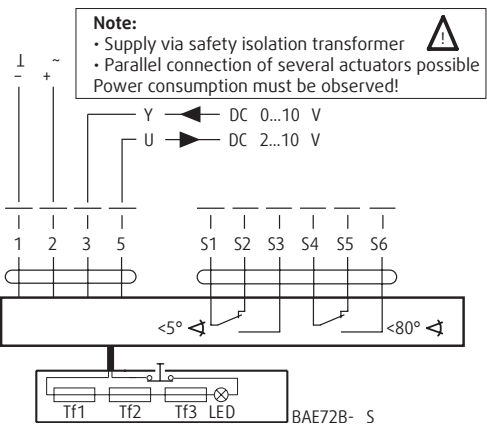 Note:
• Supply via safety isolation transformer
• Parallel connection of several actuators possible
Power consumption must be observed!
⊥ ~
− +
Y DC 0...10 V
U DC 2...10 V
1 2 3 5 S1 S2 S3 S4 S5 S6
<5° <80°
Tf1 Tf2 Tf3 LED
BAE72B- S